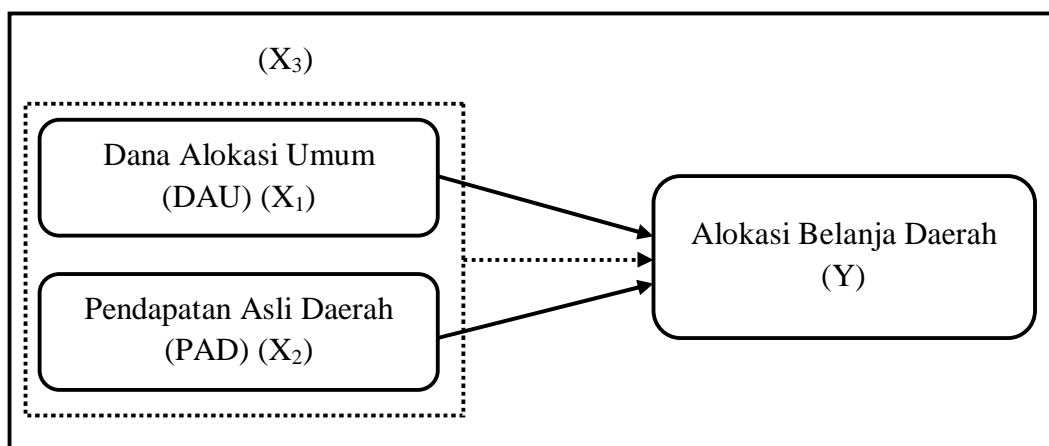 (X₃)
Dana Alokasi Umum
(DAU) (X₁)
Pendapatan Asli Daerah
(PAD) (X₂)
Alokasi Belanja Daerah
(Y)